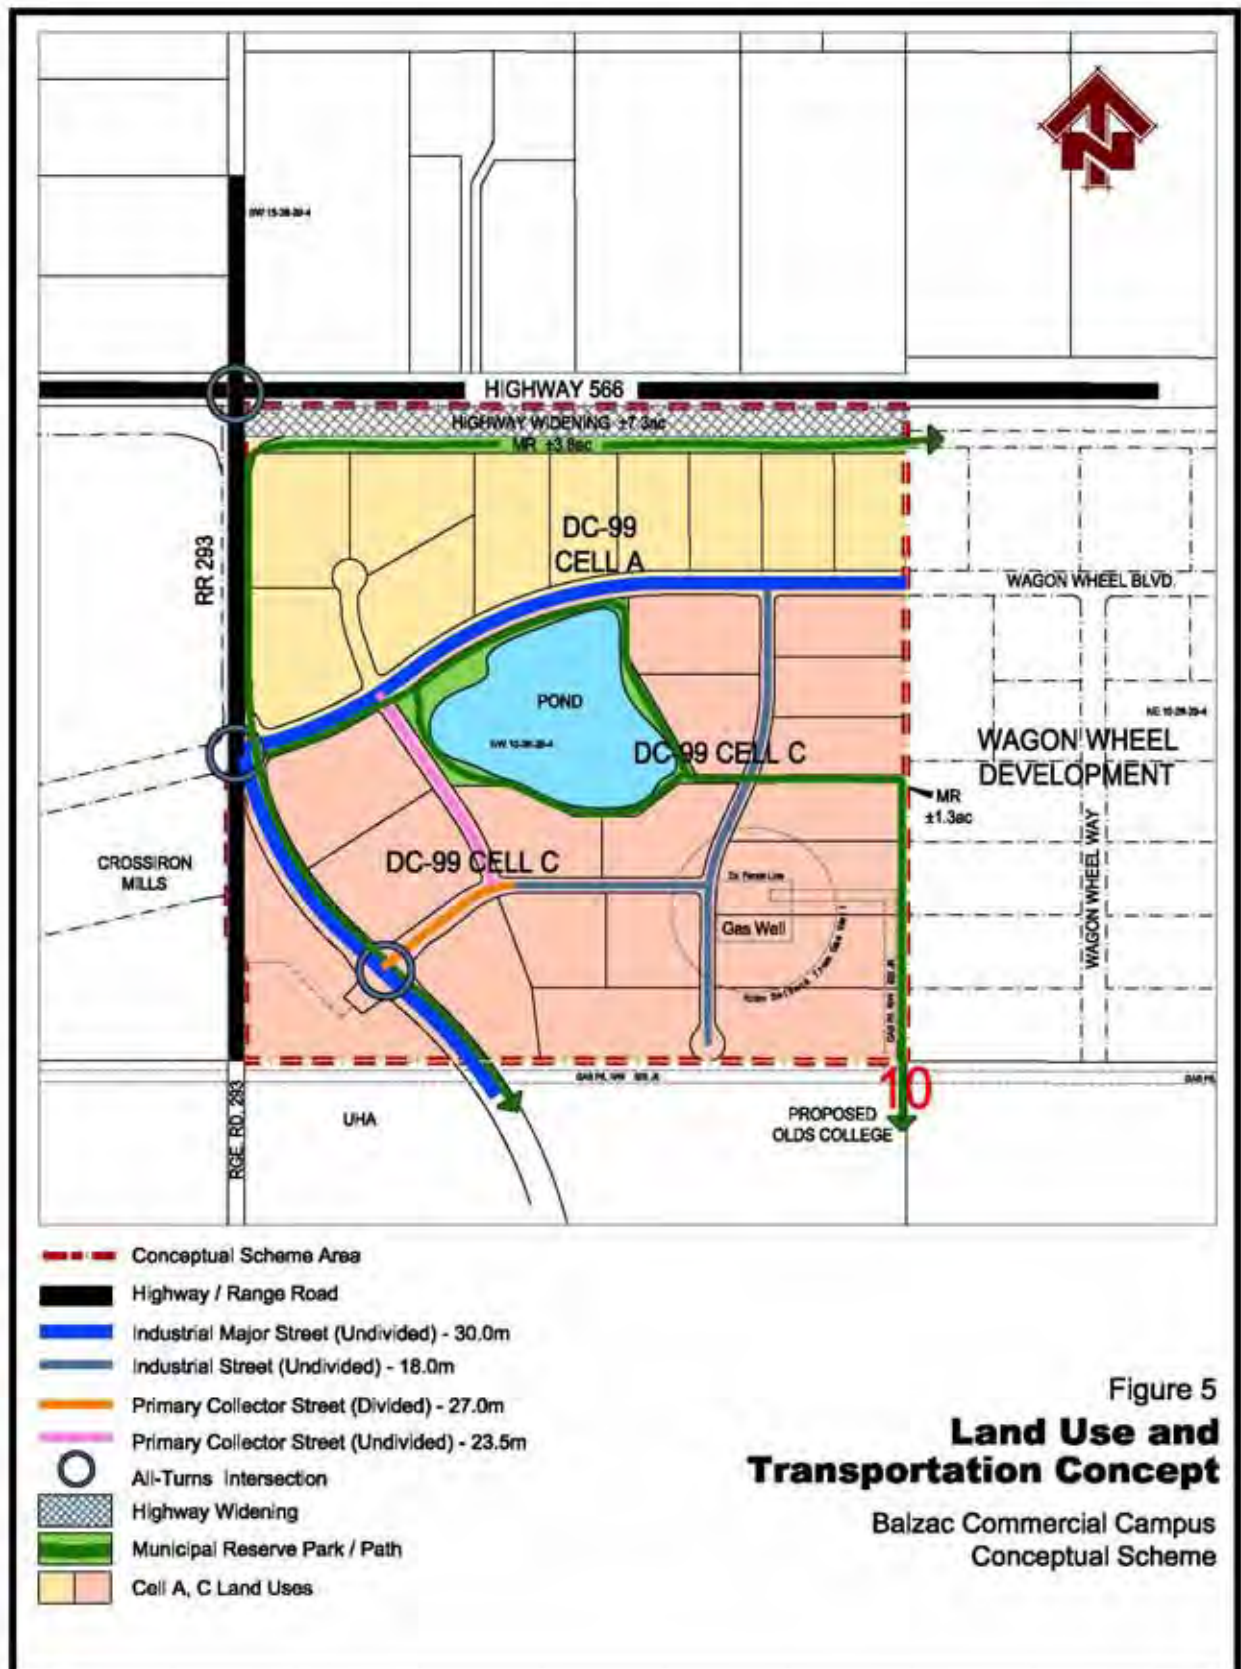 HIGHWAY 566
HIGHWAY WIDENING ±7.3ac
MR ±3.8ac
RR 293
DC-99
CELL A
WAGON WHEEL BLVD.
POND
DC-99 CELL C
WAGON WHEEL
DEVELOPMENT
MR
±1.3ac
WAGON WHEEL WAY
CROSSIRON
MILLS
DC-99 CELL C
Gas Well
10
PROPOSED
OLDS COLLEGE
UHA
RGE. RD. 293
Conceptual Scheme Area
Highway / Range Road
Industrial Major Street (Undivided) - 30.0m
Industrial Street (Undivided) - 18.0m
Primary Collector Street (Divided) - 27.0m
Primary Collector Street (Undivided) - 23.5m
All-Turns Intersection
Highway Widening
Municipal Reserve Park / Path
Cell A, C Land Uses
Figure 5
Land Use and
Transportation Concept
Balzac Commercial Campus
Conceptual Scheme